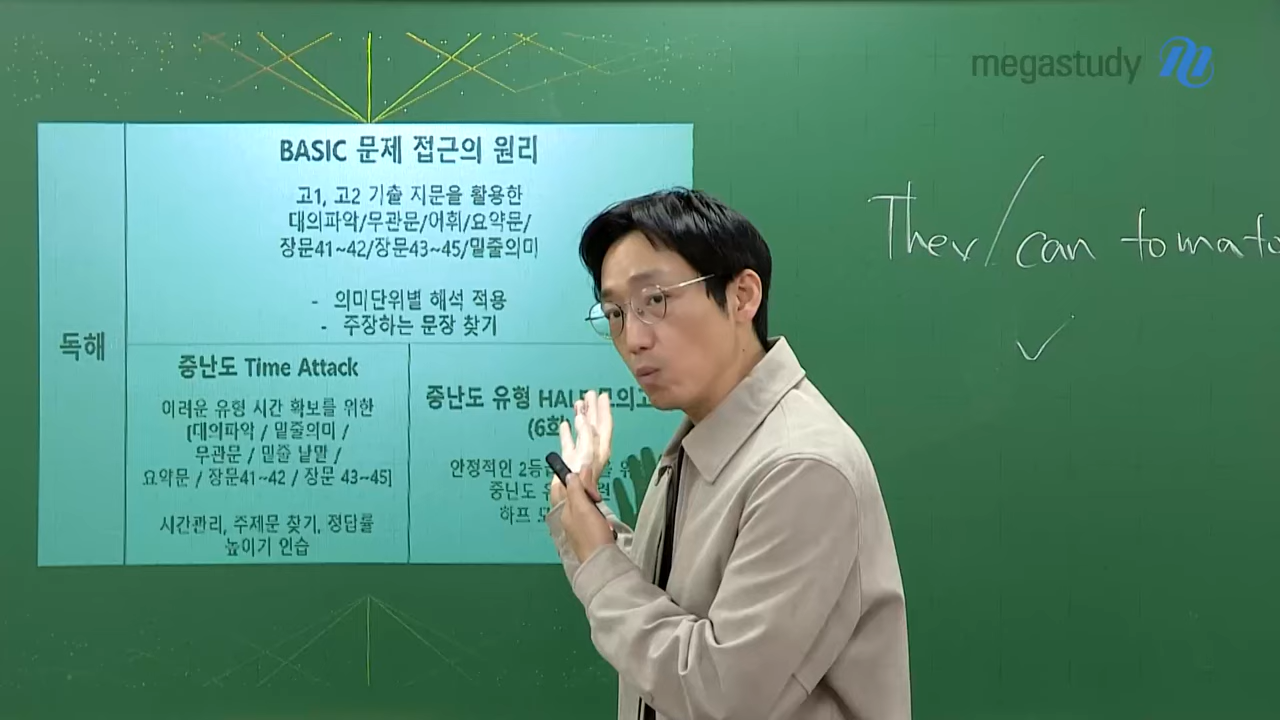 megastudy
BASIC 문제 접근의 원리
고1, 고2 기출 지문을 활용한
대의파악/무관문/어휘/요약문/
장문41~42/장문43~45/밑줄의미
- 의미단위별 해석 적용
- 주장하는 문장 찾기
독해
중난도 Time Attack
어려운 유형 시간 확보를 위한
[대의파악 / 밑줄의미 /
무관문 / 밑줄 낱말 /
요약문 / 장문41~42 / 장문 43~45]
시간관리, 주제문 찾기, 정답률
높이기 연습
중난도 유형
(6회
안정적인
중난도
하프
They/can